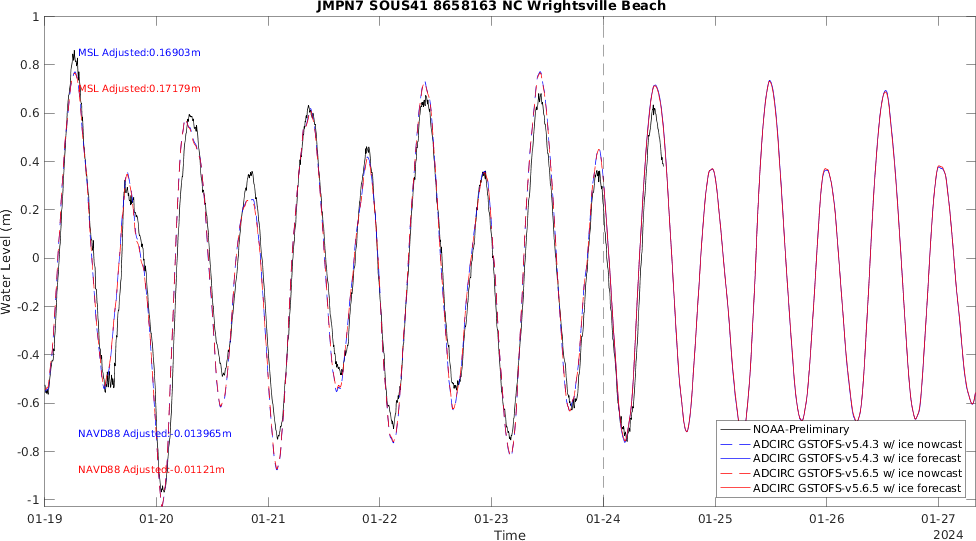 JMPN7 SOUS41 8658163 NC Wrightsville Beach
1
0.8
0.6
0.4
0.2
0
-0.2
-0.4
-0.6
-0.8
-1
Water Level (m)
MSL Adjusted:0.16903m
MSL Adjusted:0.17179m
NAVD88 Adjusted:-0.013965m
NAVD88 Adjusted:-0.01121m
NOAA-Preliminary
ADCIRC GSTOFS-v5.4.3 w/ ice nowcast
ADCIRC GSTOFS-v5.4.3 w/ ice forecast
ADCIRC GSTOFS-v5.6.5 w/ ice nowcast
ADCIRC GSTOFS-v5.6.5 w/ ice forecast
01-19 01-20 01-21 01-22 01-23 01-24 01-25 01-26 01-27
Time
2024